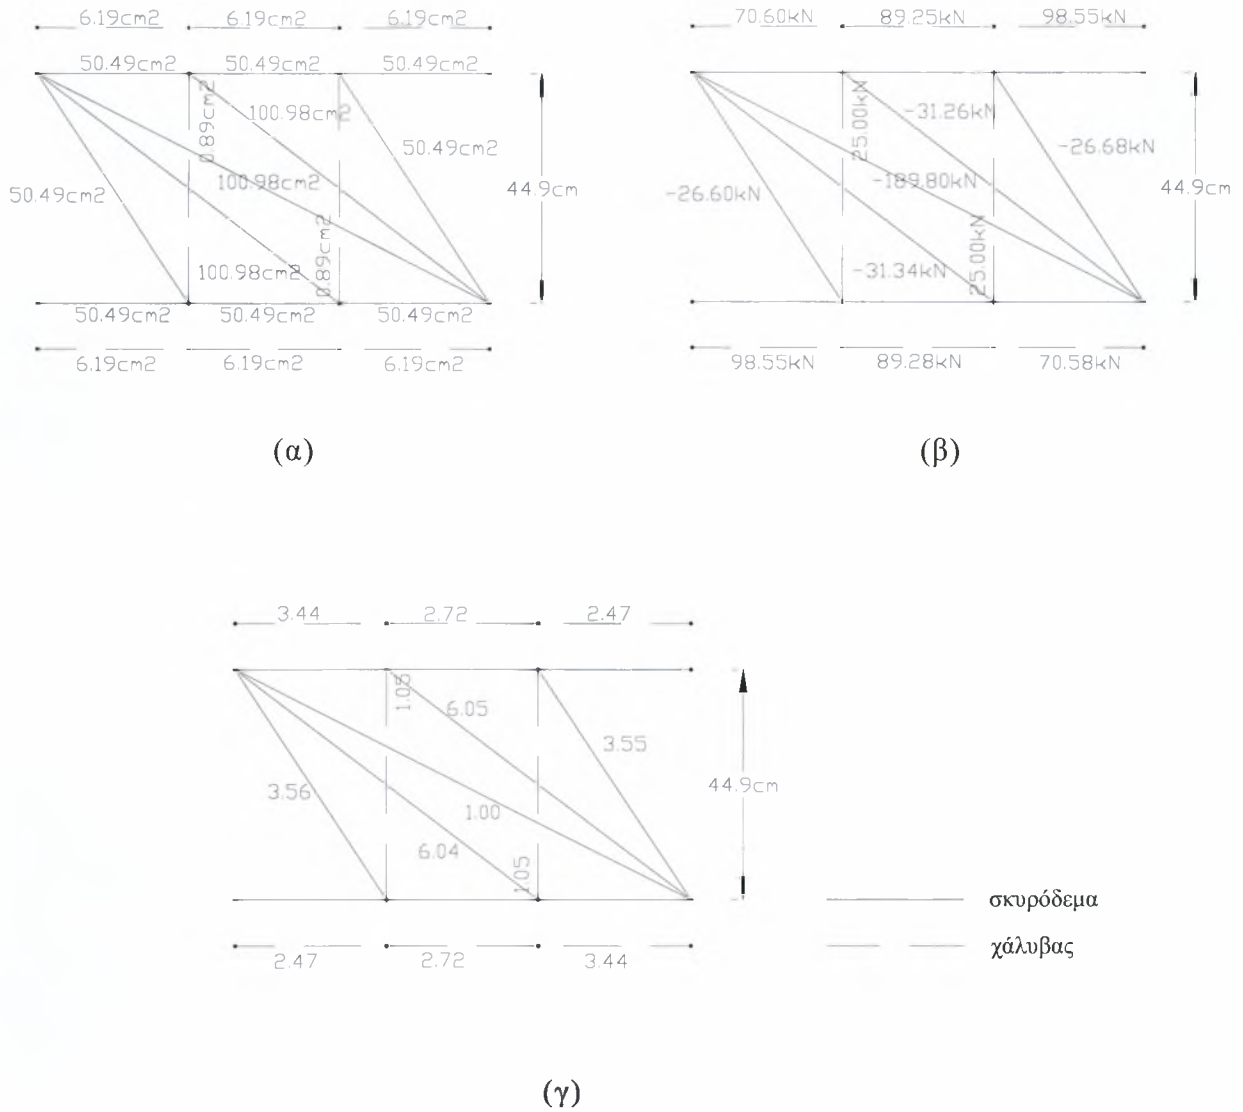 6.19cm2 6.19cm2 6.19cm2
50.49cm2 50.49cm2 50.49cm2
0.89cm2
100.98cm2
50.49cm2
44.9cm
50.49cm2
100.98cm2
0.89cm2
100.98cm2
50.49cm2 50.49cm2 50.49cm2
6.19cm2 6.19cm2 6.19cm2
(α)
70.60kN 89.25kN 98.55kN
25.00kN
-31.26kN
-26.68kN
44.9cm
-26.60kN
-189.80kN
25.00kN
-31.34kN
98.55kN 89.28kN 70.58kN
(β)
3.44 2.72 2.47
1.05
6.05
3.55
44.9cm
3.56
1.00
6.04
1.05
2.47 2.72 3.44
σκυρόδεμα
χάλυβας
(γ)